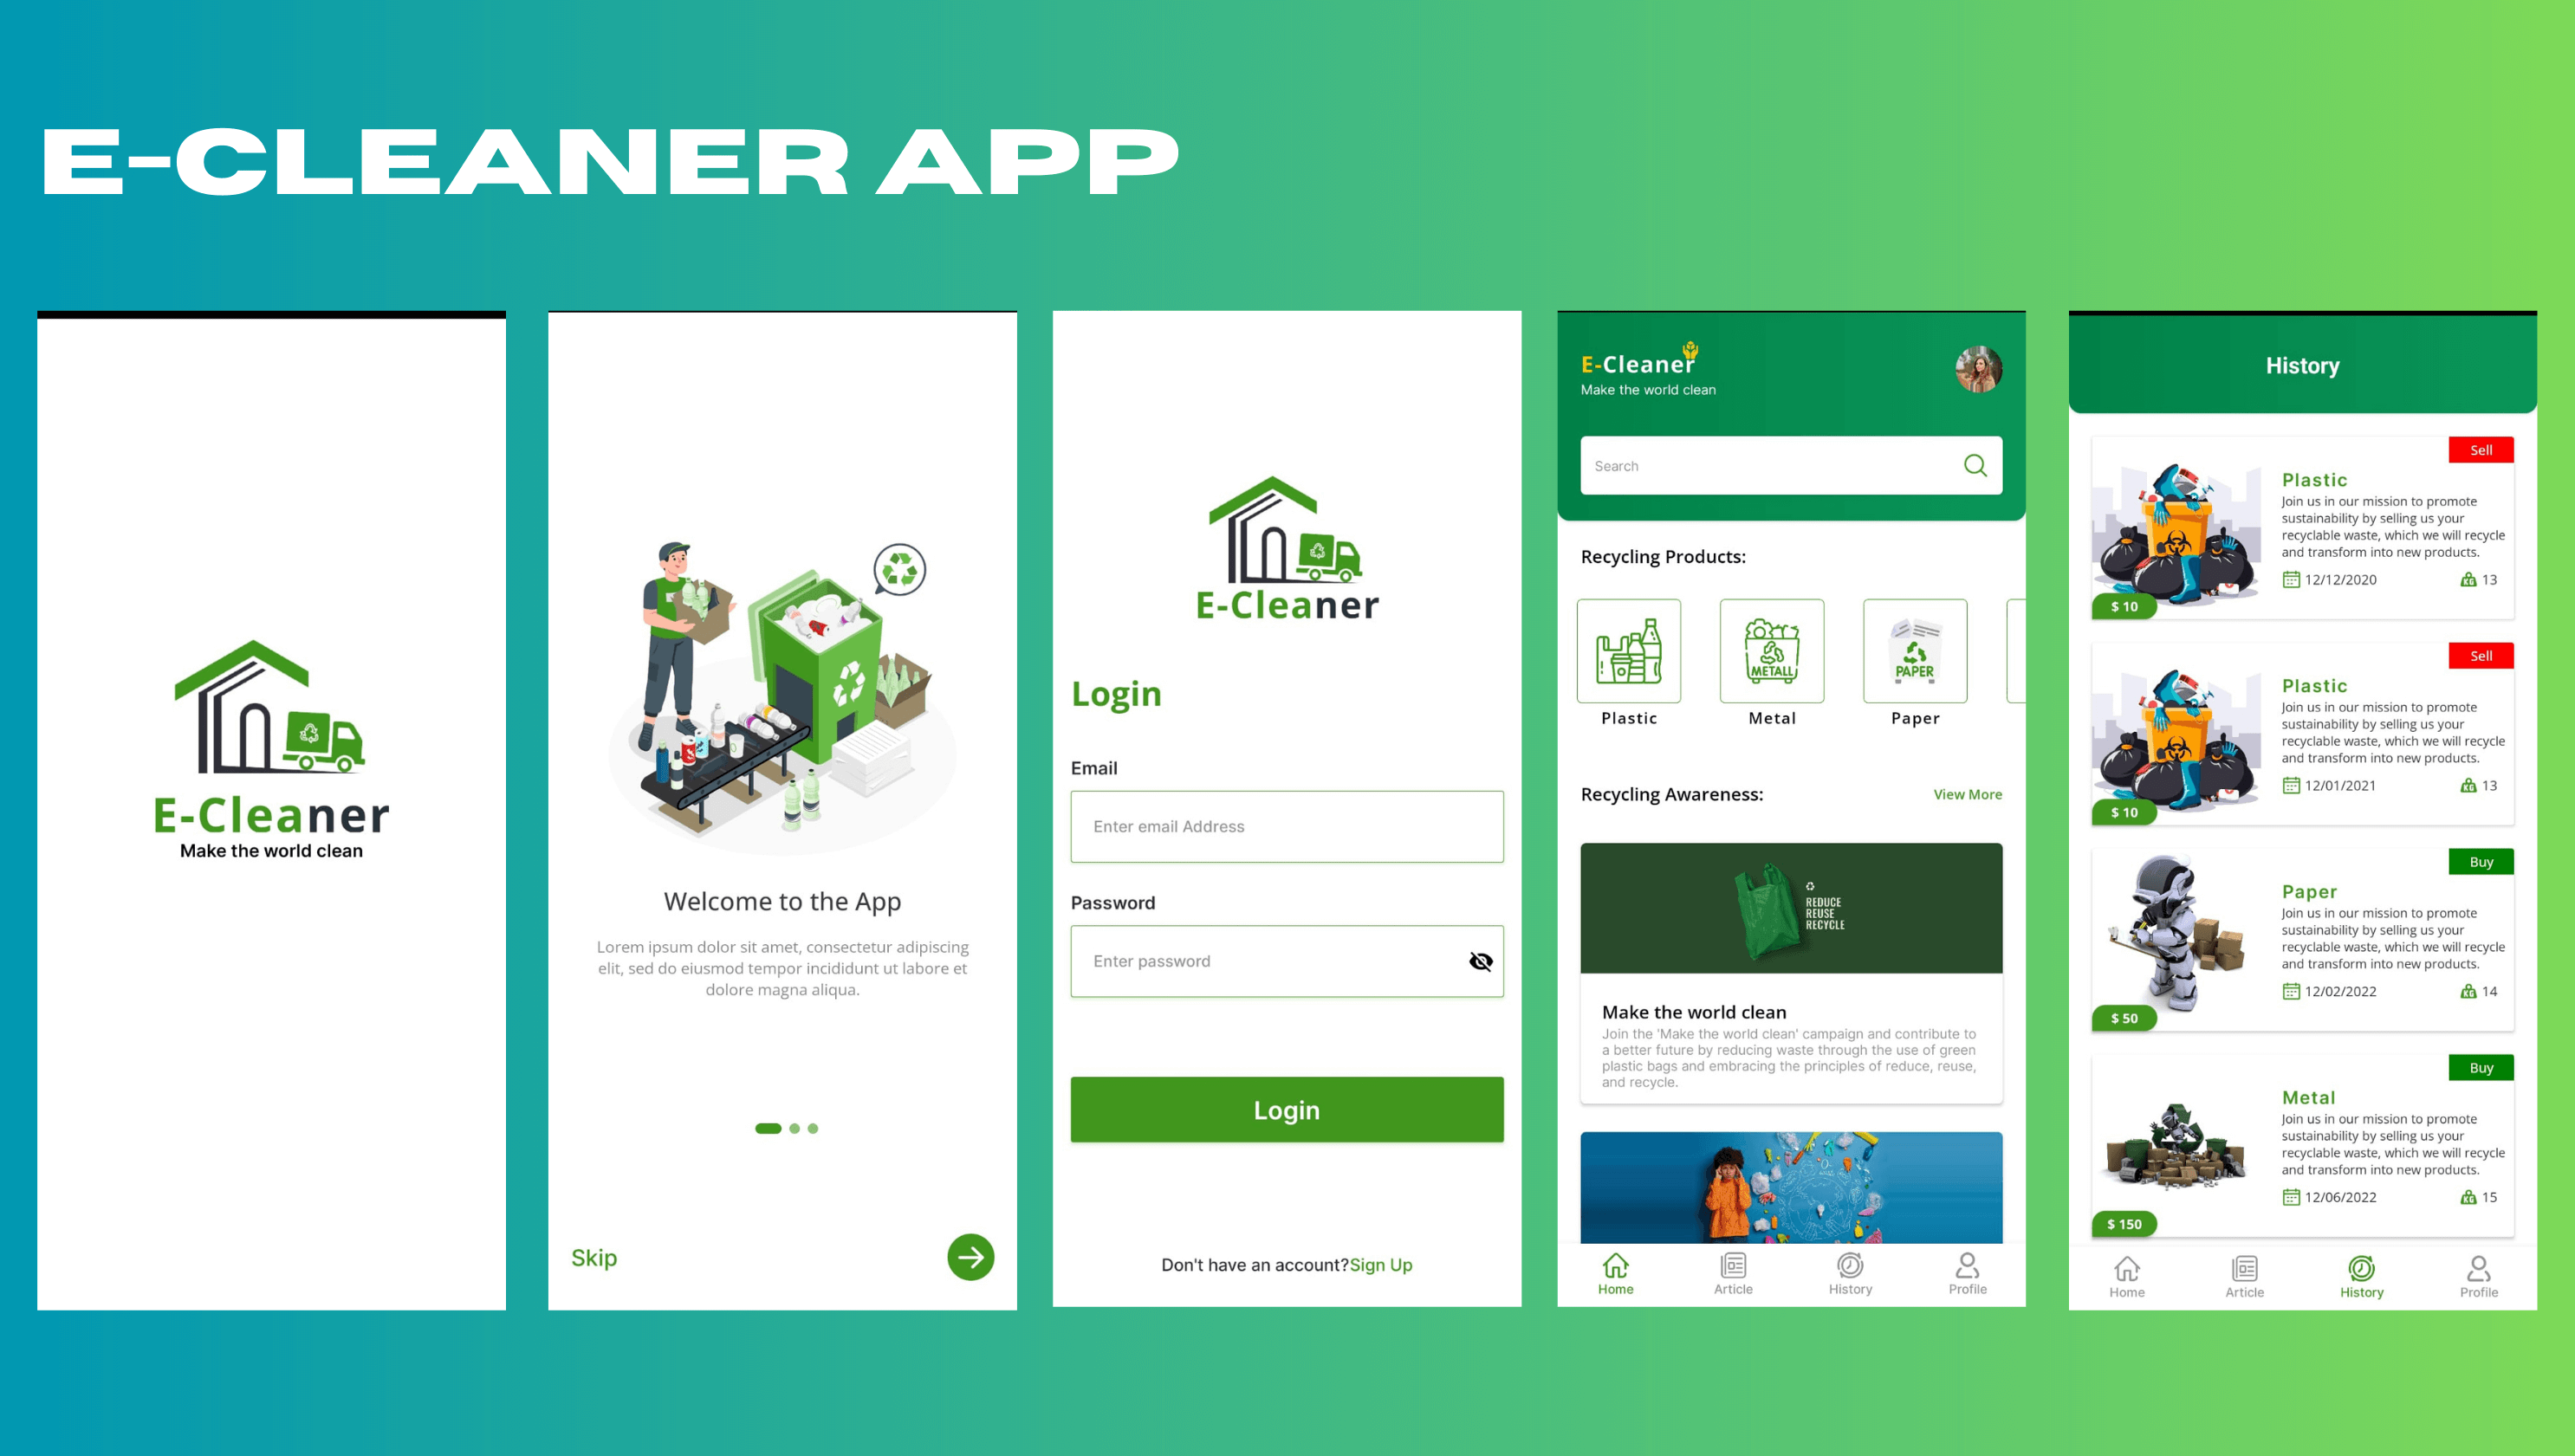 E-CLEANER APP
E-Cleaner
Make the world clean
Welcome to the App
Lorem ipsum dolor sit amet, consectetur adipiscing
elit, sed do eiusmod tempor incididunt ut labore et
dolore magna aliqua.
Skip
E-Cleaner
Login
Email
Enter email Address
Password
Enter password
Login
Don't have an account?Sign Up
E-Cleaner
Make the world clean
Search
Recycling Products:
METALL
PAPER
Plastic
Metal
Paper
Recycling Awareness:
View More
REDUCE
REUSE
RECYCLE
Make the world clean
Join the 'Make the world clean' campaign and contribute to
a better future by reducing waste through the use of green
plastic bags and embracing the principles of reduce, reuse,
and recycle.
Home
Article
History
Profile
History
Sell
Plastic
Join us in our mission to promote
sustainability by selling us your
recyclable waste, which we will recycle
and transform into new products.
12/12/2020
KG 13
$ 10
Sell
Plastic
Join us in our mission to promote
sustainability by selling us your
recyclable waste, which we will recycle
and transform into new products.
12/01/2021
KG 13
$ 10
Buy
Paper
Join us in our mission to promote
sustainability by selling us your
recyclable waste, which we will recycle
and transform into new products.
12/02/2022
KG 14
$ 50
Buy
Metal
Join us in our mission to promote
sustainability by selling us your
recyclable waste, which we will recycle
and transform into new products.
12/06/2022
KG 15
$ 150
Home
Article
History
Profile